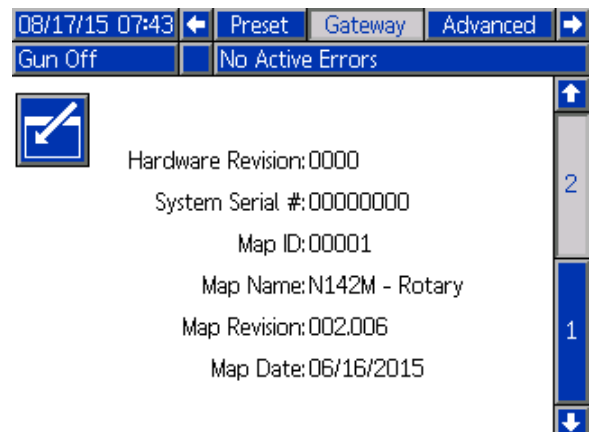 08/17/15 07:43 Preset Gateway Advanced
Gun Off No Active Errors
Hardware Revision: 0000
2
System Serial #: 00000000
Map ID: 00001
Map Name: N142M - Rotary
Map Revision: 002.006
1
Map Date: 06/16/2015